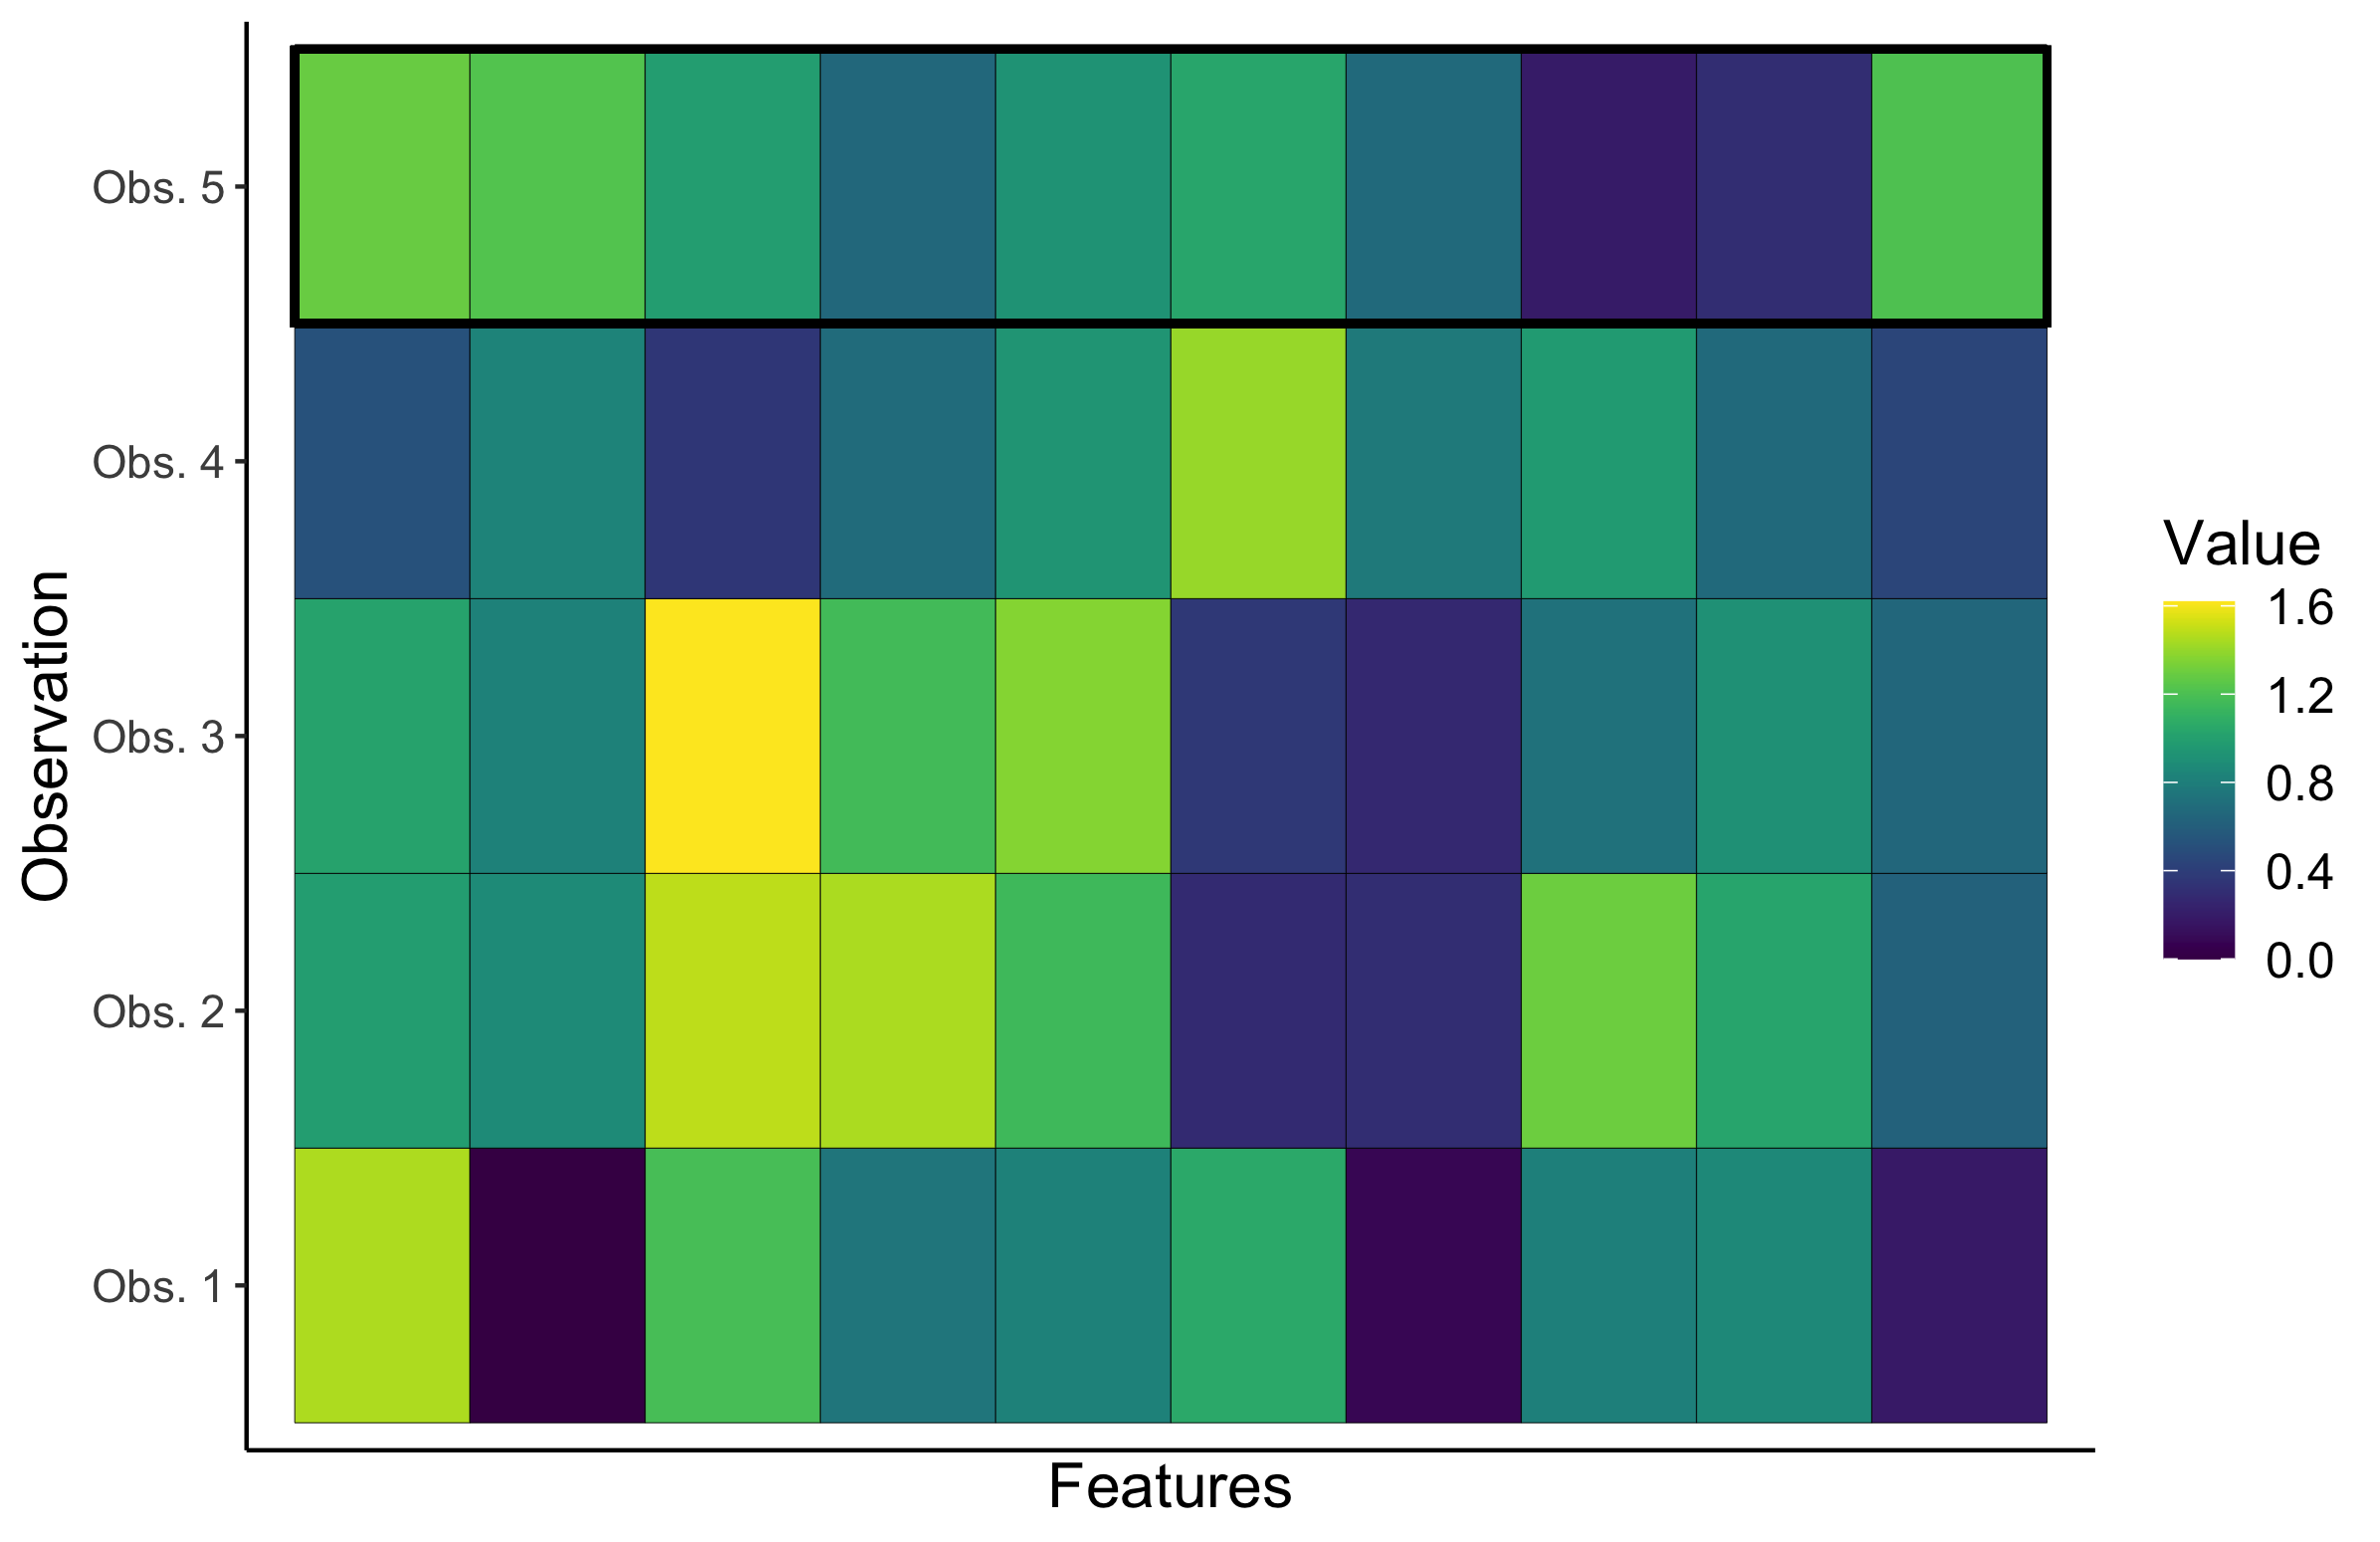 Observation
Obs. 5
Obs. 4
Obs. 3
Obs. 2
Obs. 1
Features
Value
1.6
1.2
0.8
0.4
0.0